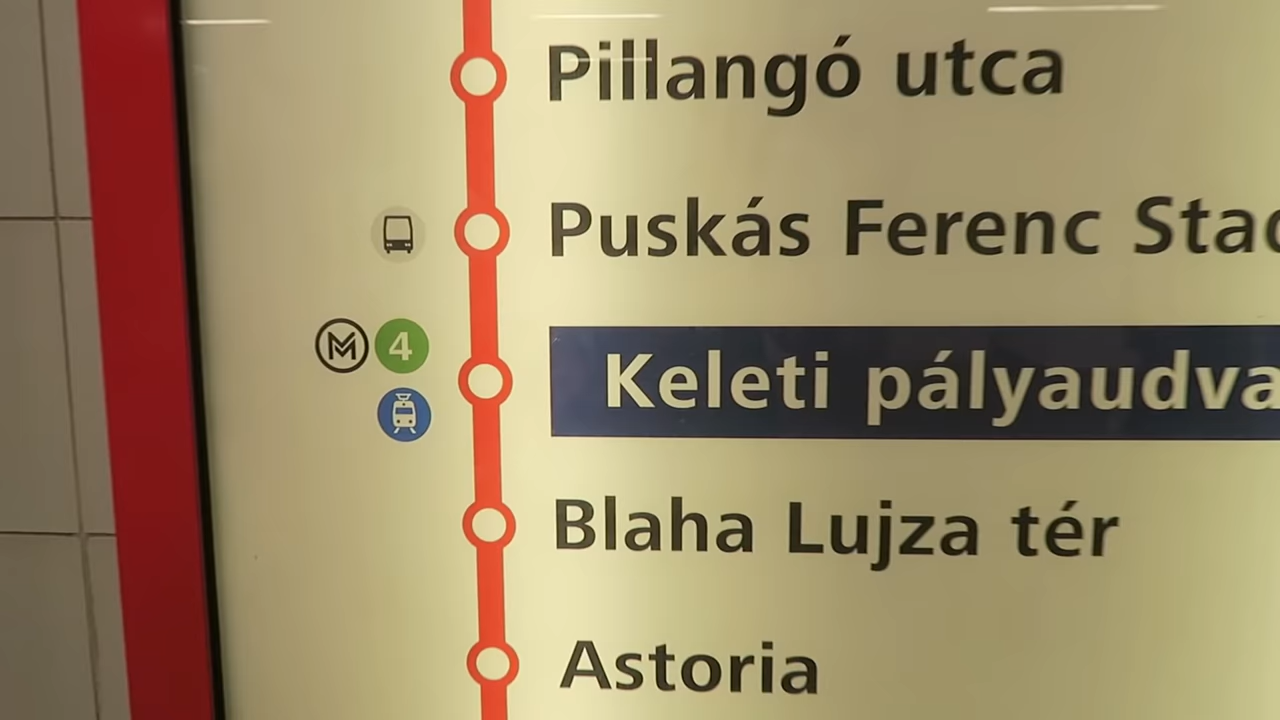 Pillangó utca
Puskás Ferenc Stad
M 4
Keleti pályaudva
Blaha Lujza tér
Astoria